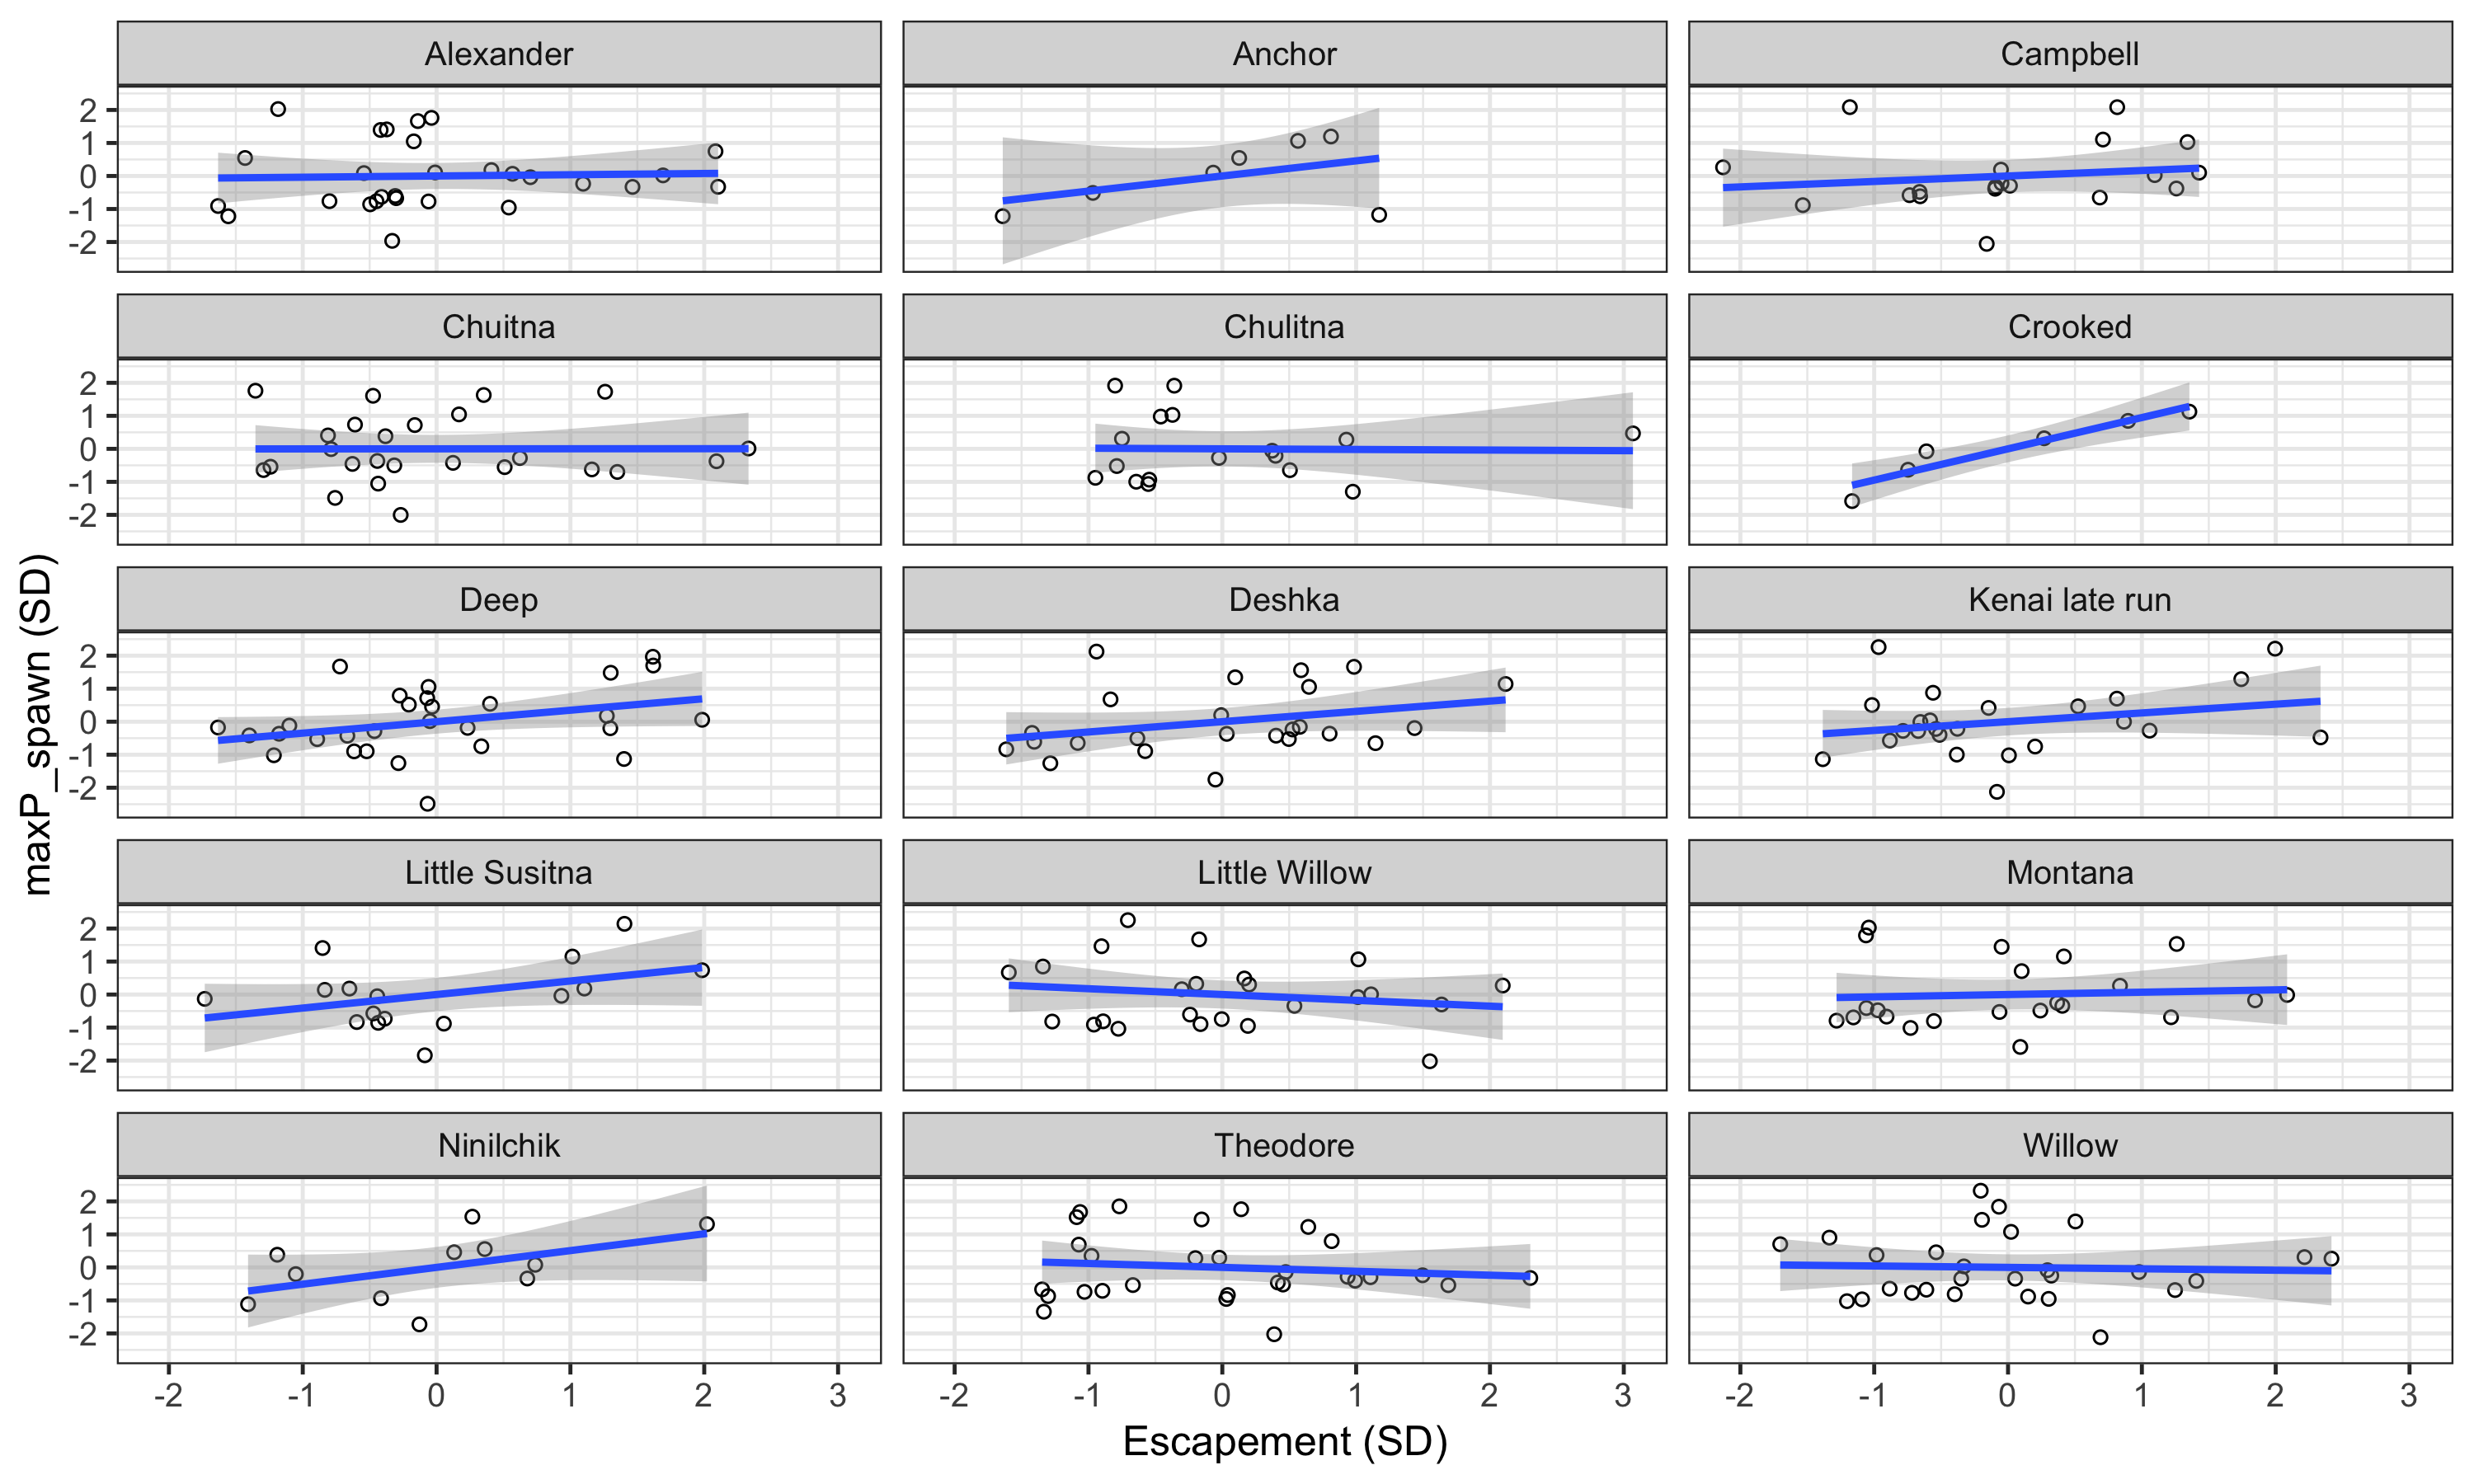 Alexander Anchor Campbell
2 1 0 -1 -2
Chuitna Chulitna Crooked
2 1 0 -1 -2
Deep Deshka Kenai late run
2 1 0 -1 -2
Little Susitna Little Willow Montana
2 1 0 -1 -2
Ninilchik Theodore Willow
2 1 0 -1 -2
-2 -1 0 1 2 3 -2 -1 0 1 2 3 -2 -1 0 1 2 3
Escapement (SD)
maxP_spawn (SD)